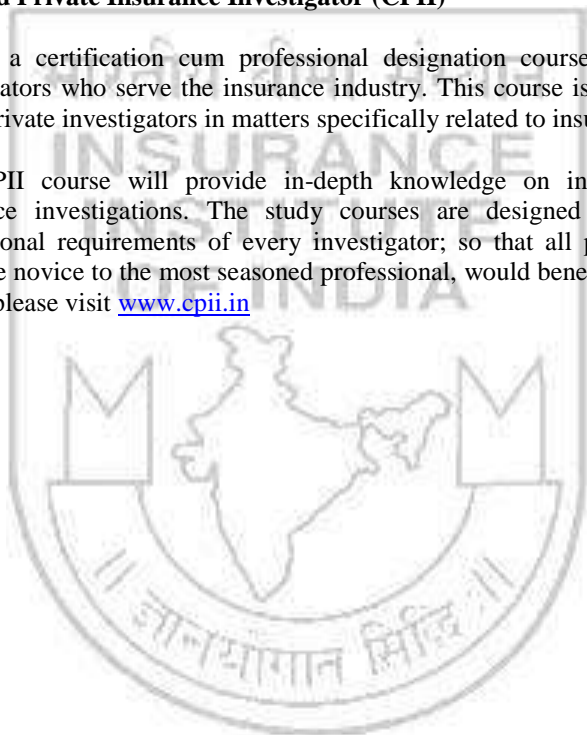 d Private Insurance Investigator (CPII)
a certification cum professional designation course
ators who serve the insurance industry. This course is
rivate investigators in matters specifically related to insu
PII course will provide in-depth knowledge on in
ce investigations. The study courses are designed
onal requirements of every investigator; so that all p
e novice to the most seasoned professional, would bene
please visit www.cpii.in
भारतीय बीमा संस्थान
INSURANCE
INSTITUTE
OF INDIA